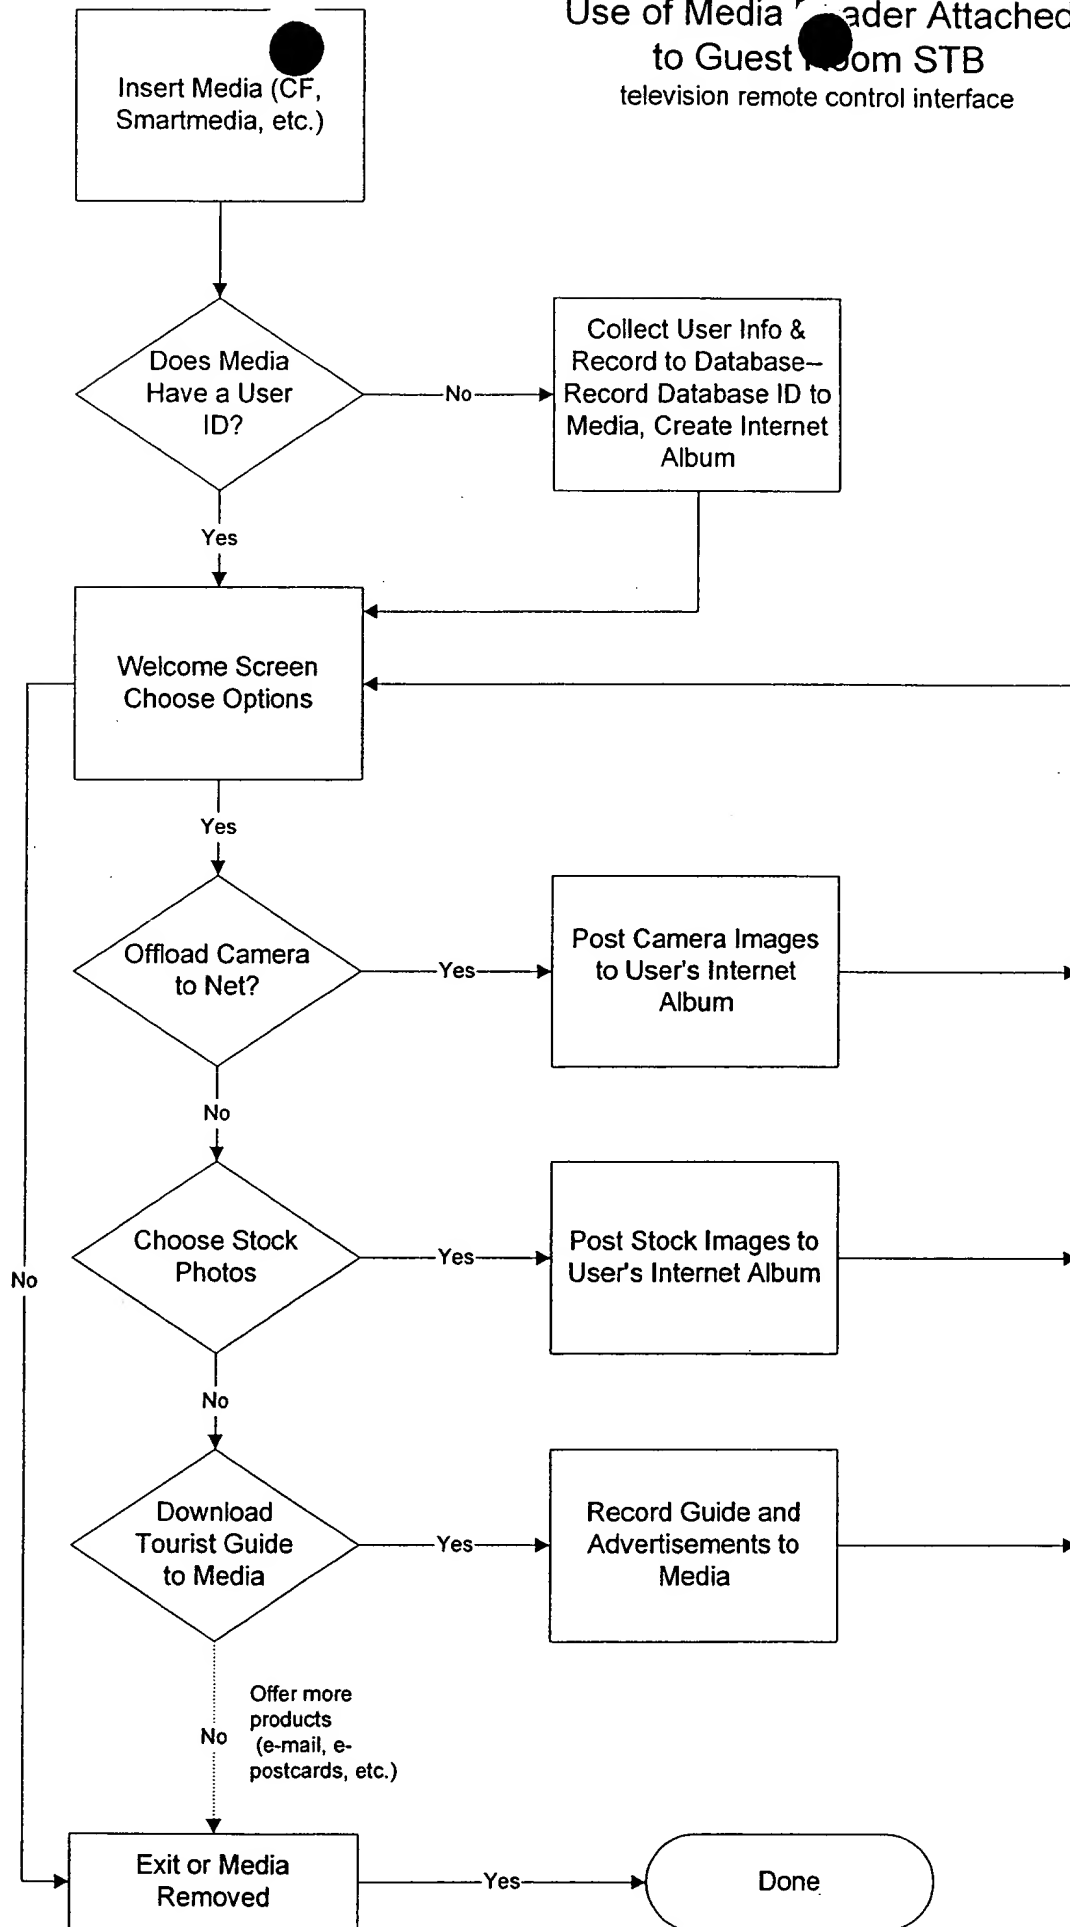 Use of Media ader Attached
to Guest oom STB
television remote control interface
Insert Media (CF,
Smartmedia, etc.)
Does Media
Have a User
ID?
No
Collect User Info &
Record to Database--
Record Database ID to
Media, Create Internet
Album
Yes
Welcome Screen
Choose Options
Yes
Offload Camera
to Net?
Yes
Post Camera Images
to User's Internet
Album
No
Choose Stock
Photos
Yes
Post Stock Images to
User's Internet Album
No
No
Download
Tourist Guide
to Media
Yes
Record Guide and
Advertisements to
Media
Offer more
products
(e-mail, e-
postcards, etc.)
No
Exit or Media
Removed
Yes
Done